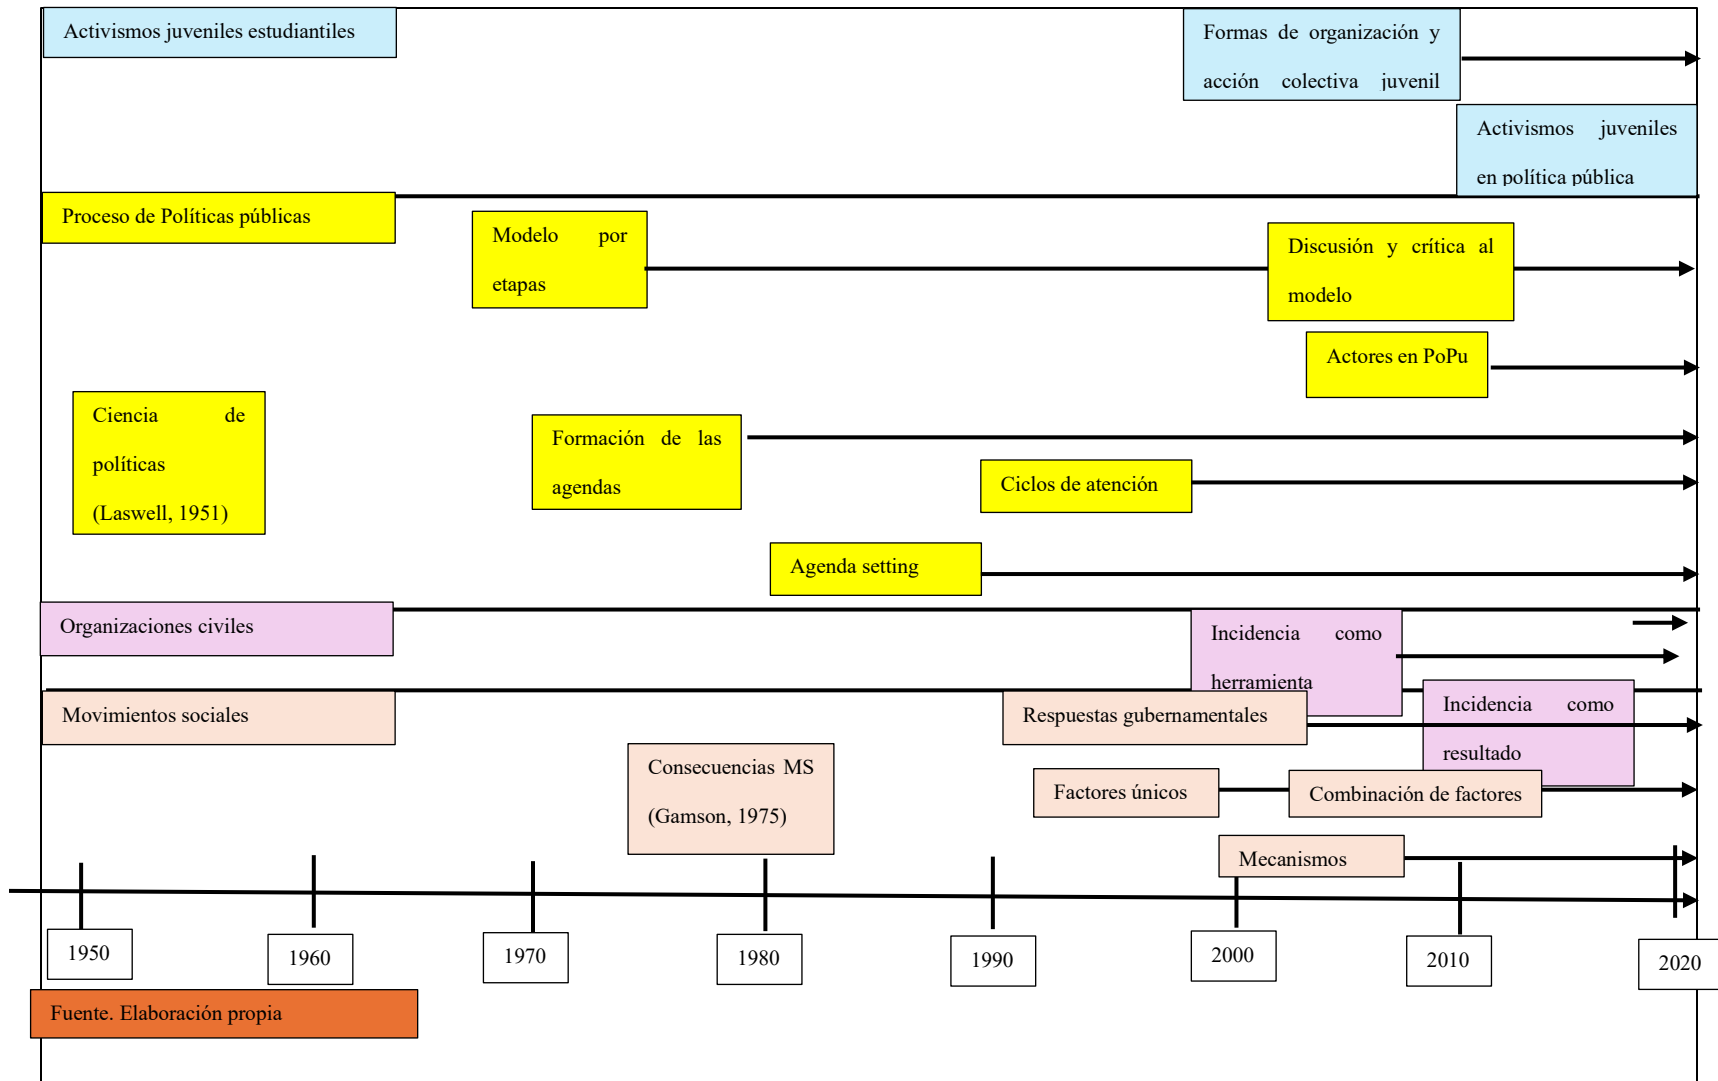 Activismos juveniles estudiantiles
Formas de organización y
acción colectiva juvenil
Activismos juveniles
en política pública
Proceso de Políticas públicas
Modelo por
etapas
Discusión y crítica al
modelo
Actores en PoPu
Ciencia de
políticas
(Laswell, 1951)
Formación de las
agendas
Ciclos de atención
Agenda setting
Organizaciones civiles
Incidencia como
herramienta
Incidencia como
resultado
Movimientos sociales
Respuestas gubernamentales
Consecuencias MS
(Gamson, 1975)
Factores únicos
Combinación de factores
Mecanismos
1950
1960
1970
1980
1990
2000
2010
2020
Fuente. Elaboración propia